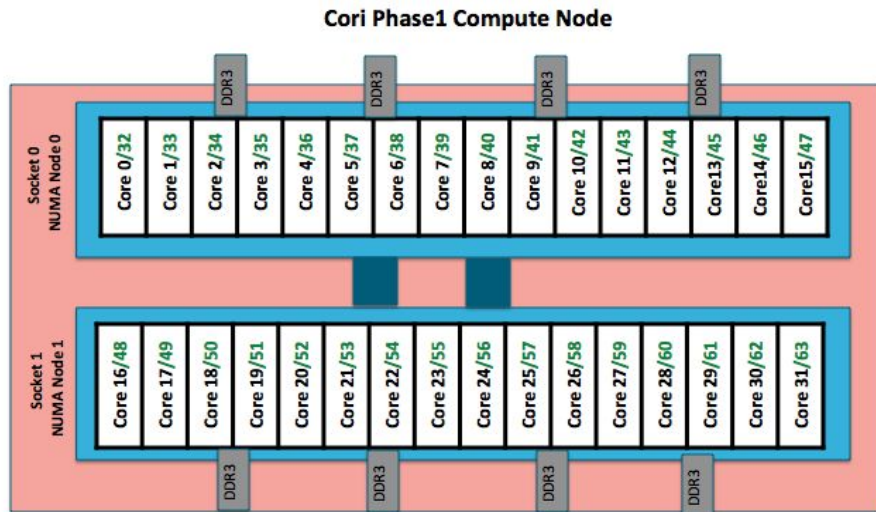 Cori Phase1 Compute Node
DDR3
DDR3
DDR3
DDR3
Socket 0
NUMA Node 0
Core 0/32
Core 1/33
Core 2/34
Core 3/35
Core 4/36
Core 5/37
Core 6/38
Core 7/39
Core 8/40
Core 9/41
Core 10/42
Core 11/43
Core 12/44
Core13/45
Core14/46
Core15/47
Socket 1
NUMA Node 1
Core 16/48
Core 17/49
Core 18/50
Core 19/51
Core 20/52
Core 21/53
Core 22/54
Core 23/55
Core 24/56
Core 25/57
Core 26/58
Core 27/59
Core 28/60
Core 29/61
Core 30/62
Core 31/63
DDR3
DDR3
DDR3
DDR3